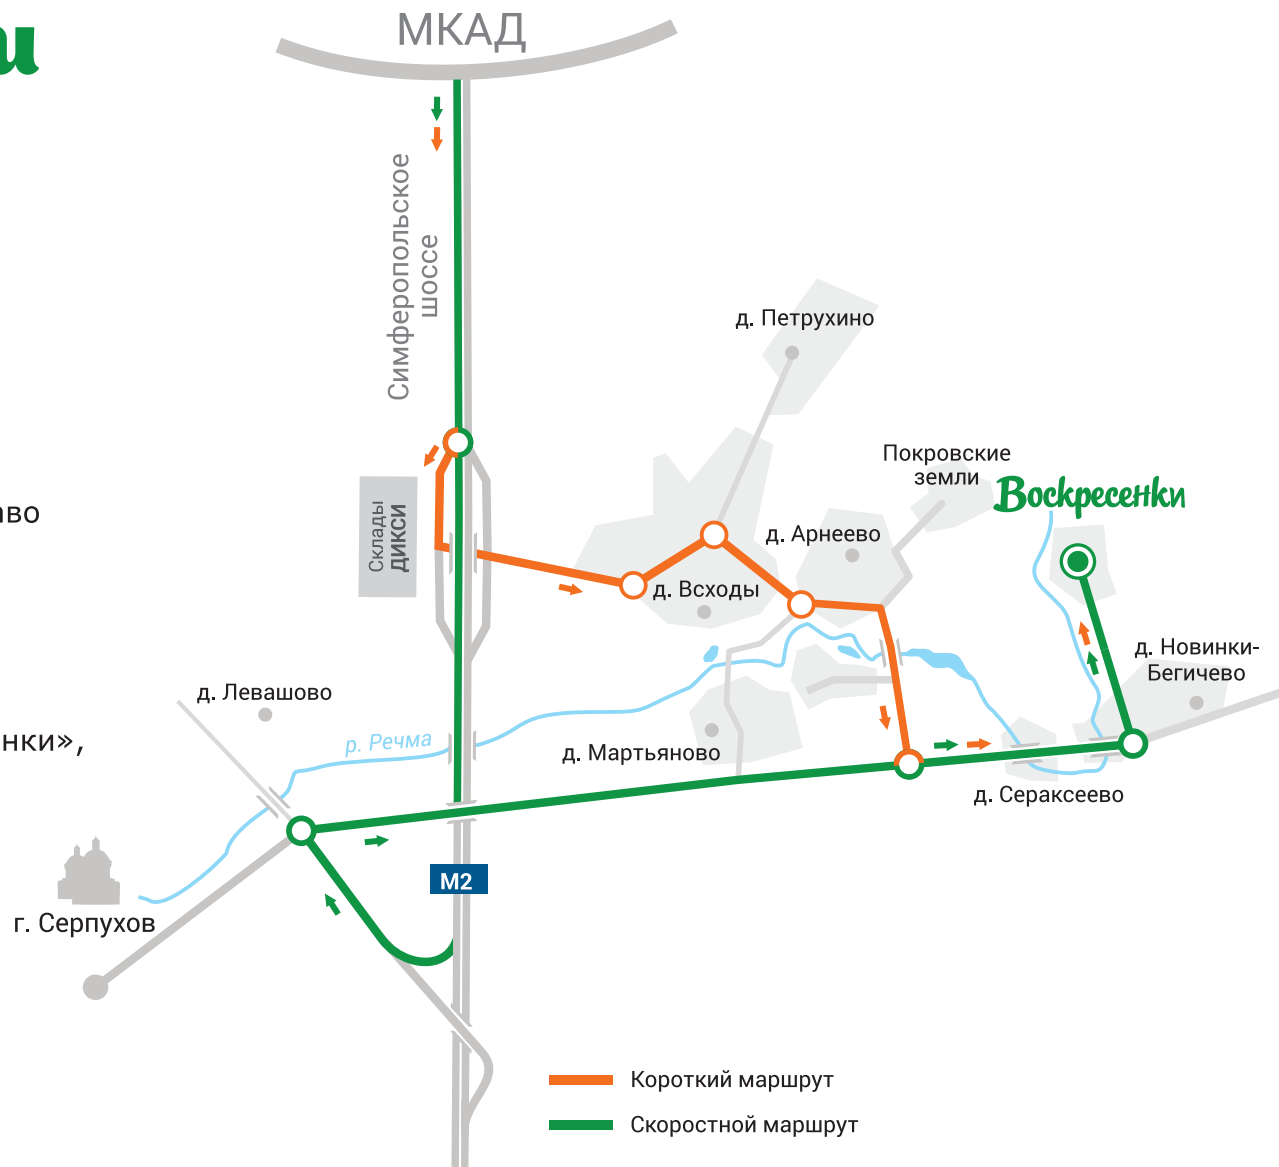 МКАД
Симферопольское
шоссе
д. Петрухино
Покровские
земли
Воскресенки
Склады
ДИКСИ
д. Арнеево
д. Всходы
д. Новинки-
Бегичево
д. Левашово
р. Речма
нки»,
д. Мартьяново
д. Сераксеево
М2
г. Серпухов
Короткий маршрут
Скоростной маршрут